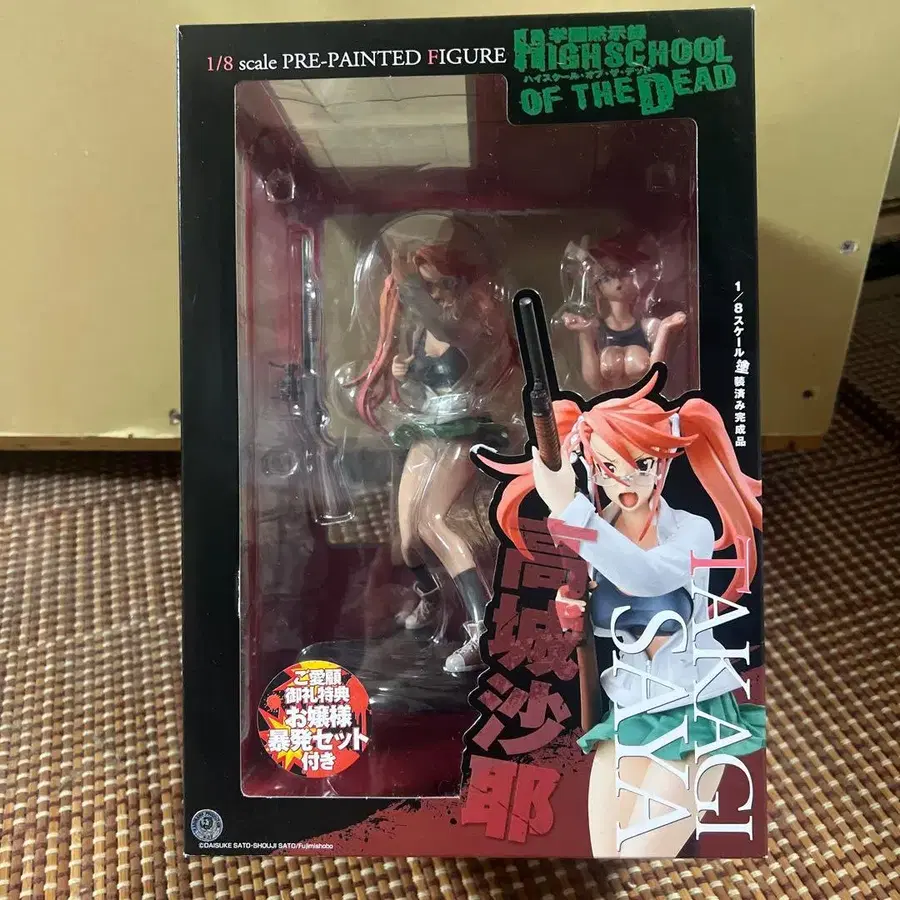 1/8 scale PRE-PAINTED FIGURE
学園黙示録
HIGHSCHOOL
ハイスクール・オブ・ザ・デッド
OF THE DEAD
1/8スケール塗装済み完成品
TAKAGI
SAYA
高城沙耶
ご愛顧
御礼特典
お嬢様
暴発セット
付き
©DAISUKE SATO・SHOUJI SATO/Fujimishobo